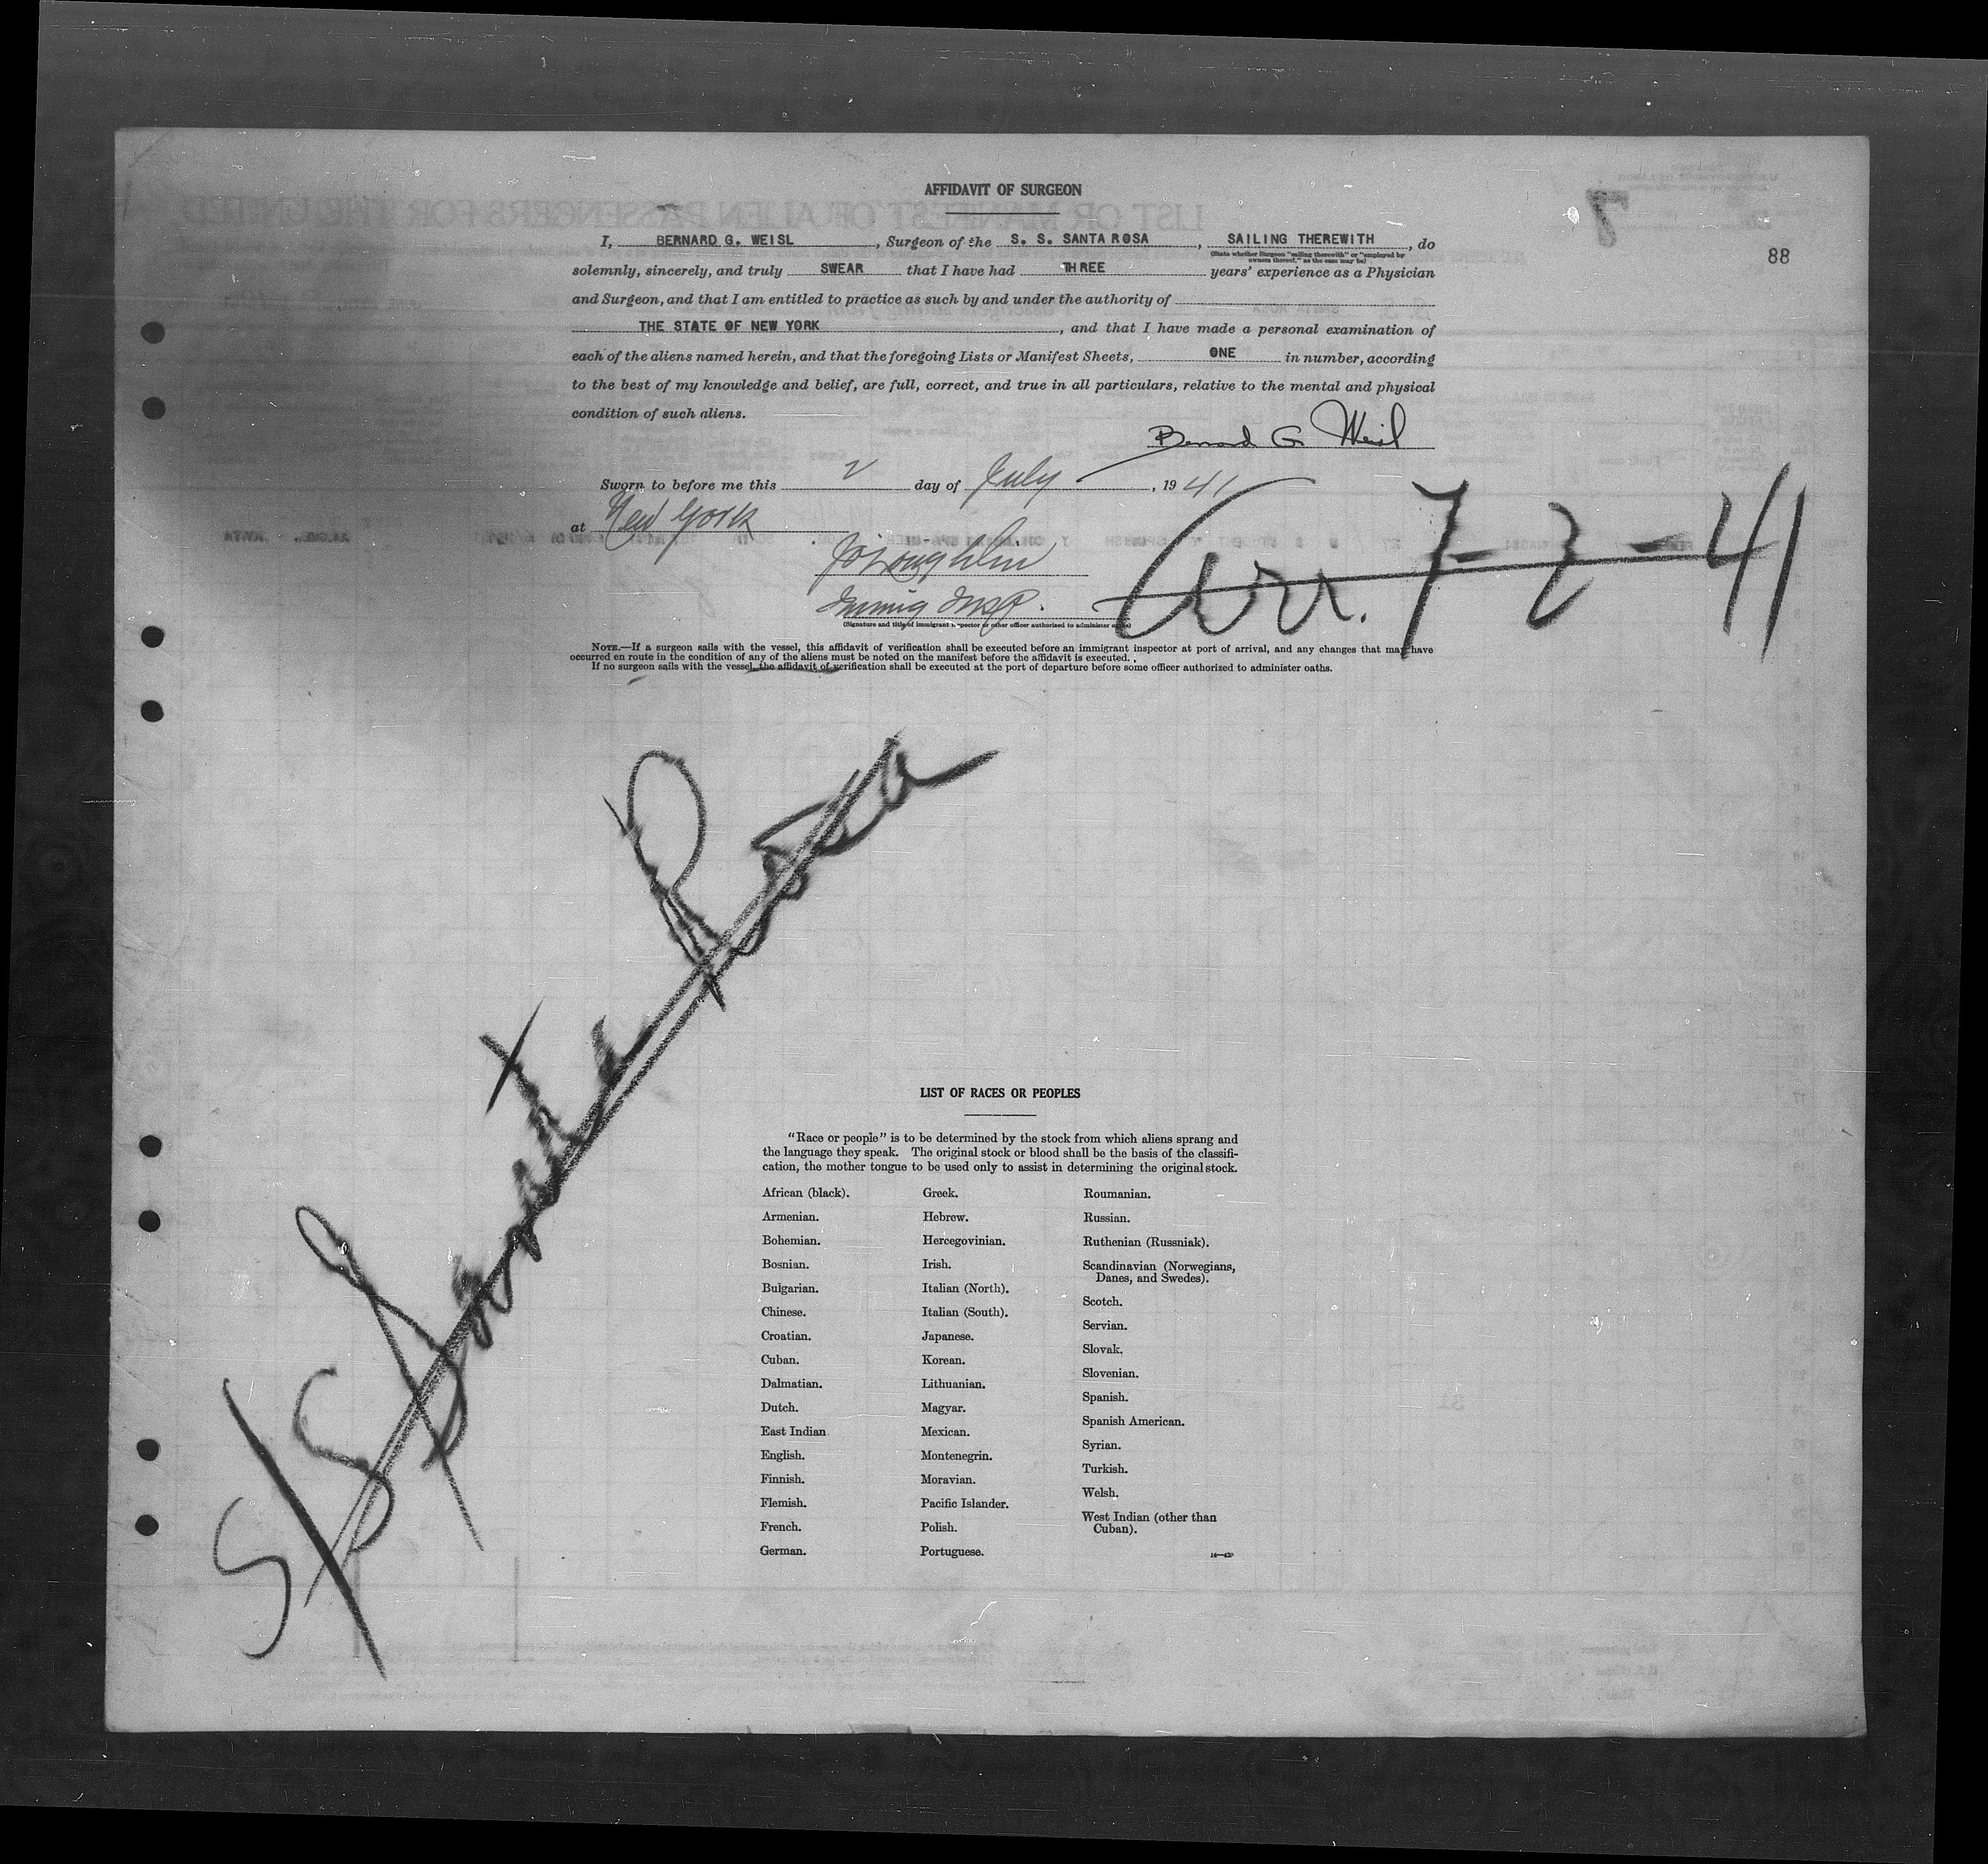 AFFIDAVIT OF SURGEON
88
I, BERNARD G. WEISL, Surgeon of the S. S. SANTA ROSA, SAILING THEREWITH, do
(State whether Surgeon "sailing therewith" or "employed by
owners thereof," as the case may be)
solemnly, sincerely, and truly SWEAR that I have had THREE years' experience as a Physician
and Surgeon, and that I am entitled to practice as such by and under the authority of
THE STATE OF NEW YORK, and that I have made a personal examination of
each of the aliens named herein, and that the foregoing Lists or Manifest Sheets, ONE in number, according
to the best of my knowledge and belief, are full, correct, and true in all particulars, relative to the mental and physical
condition of such aliens.
Bernard G Weisl
Sworn to before me this 2 day of July, 1941
at New York
Arr. 7-2-41
J O'Loughlin
Immig Insp.
(Signature and title of immigrant inspector or other officer authorized to administer
NOTE.—If a surgeon sails with the vessel, this affidavit of verification shall be executed before an immigrant inspector at port of arrival, and any changes that may have
occurred en route in the condition of any of the aliens must be noted on the manifest before the affidavit is executed.
If no surgeon sails with the vessel, the affidavit of verification shall be executed at the port of departure before some officer authorized to administer oaths.
S/S Santa Rosa
LIST OF RACES OR PEOPLES
"Race or people" is to be determined by the stock from which aliens sprang and
the language they speak. The original stock or blood shall be the basis of the classifi-
cation, the mother tongue to be used only to assist in determining the original stock.
African (black).
Armenian.
Bohemian.
Bosnian.
Bulgarian.
Chinese.
Croatian.
Cuban.
Dalmatian.
Dutch.
East Indian
English.
Finnish.
Flemish.
French.
German.
Greek.
Hebrew.
Hercegovinian.
Irish.
Italian (North).
Italian (South).
Japanese.
Korean.
Lithuanian.
Magyar.
Mexican.
Montenegrin.
Moravian.
Pacific Islander.
Polish.
Portuguese.
Roumanian.
Russian.
Ruthenian (Russniak).
Scandinavian (Norwegians,
Danes, and Swedes).
Scotch.
Servian.
Slovak.
Slovenian.
Spanish.
Spanish American.
Syrian.
Turkish.
Welsh.
West Indian (other than
Cuban).